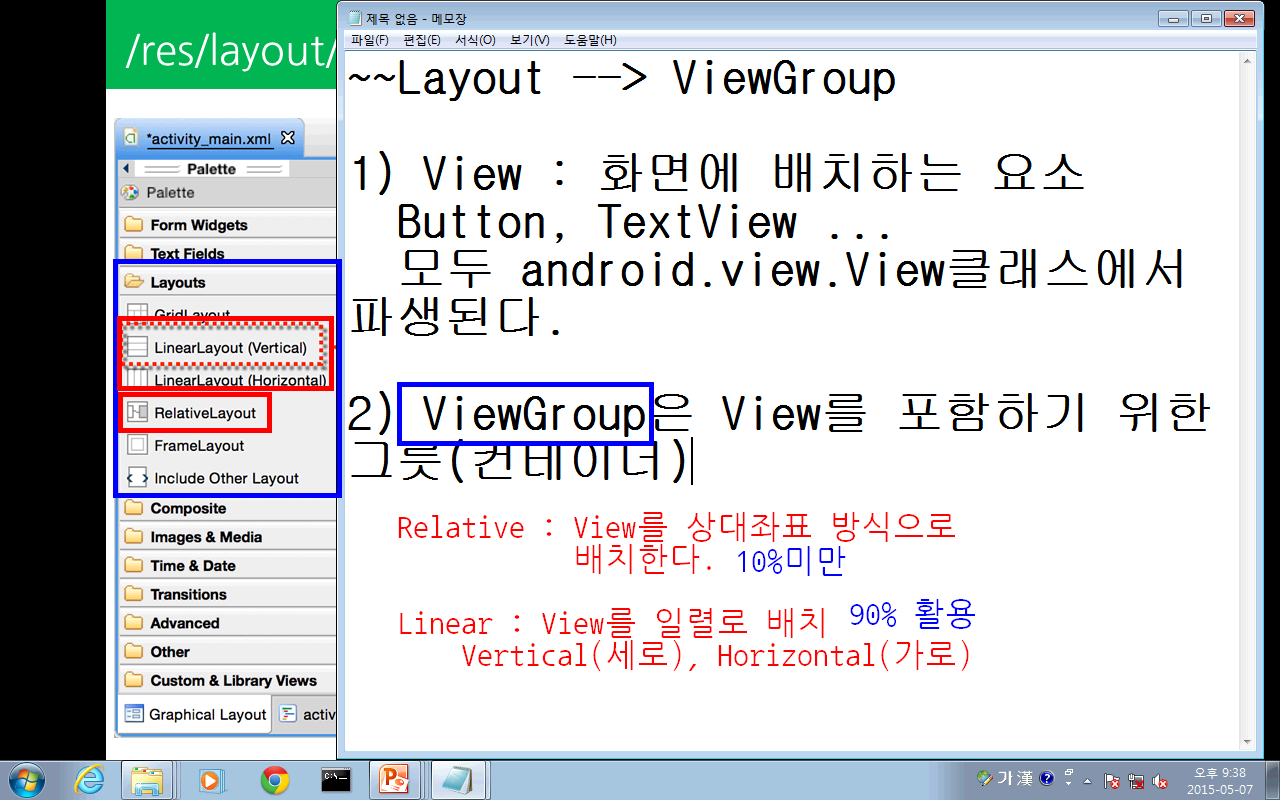 /res/layout/
*activity_main.xml
Palette
Palette
Form Widgets
Text Fields
Layouts
GridLayout
LinearLayout (Vertical)
LinearLayout (Horizontal)
RelativeLayout
FrameLayout
Include Other Layout
Composite
Images & Media
Time & Date
Transitions
Advanced
Other
Custom & Library Views
Graphical Layout
activ
제목 없음 - 메모장
파일(F) 편집(E) 서식(O) 보기(V) 도움말(H)
~~Layout --> ViewGroup
1) View : 화면에 배치하는 요소
Button, TextView ...
모두 android.view.View클래스에서
파생된다.
2) ViewGroup은 View를 포함하기 위한
그릇(컨테이너)
Relative : View를 상대좌표 방식으로
배치한다. 10%미만
Linear : View를 일렬로 배치 90% 활용
Vertical(세로), Horizontal(가로)
가 漢
오후 9:38
2015-05-07